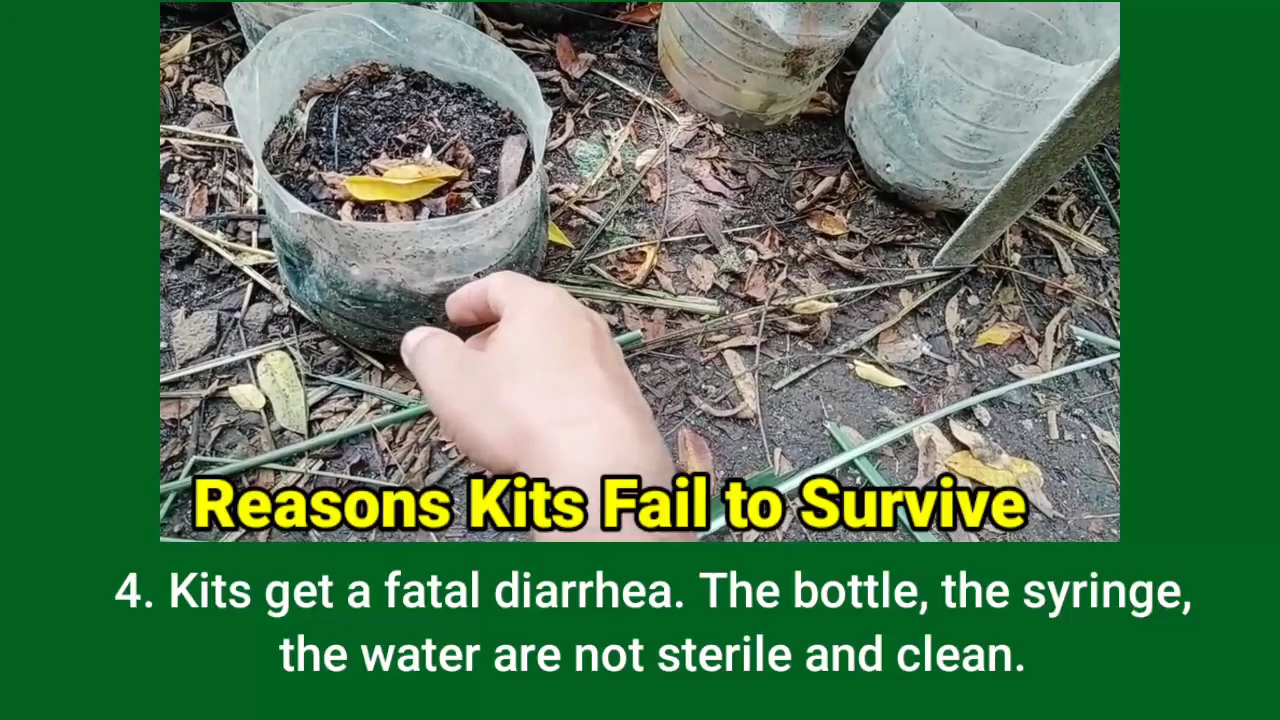 Reasons Kits Fail to Survive
4. Kits get a fatal diarrhea. The bottle, the syringe,
the water are not sterile and clean.